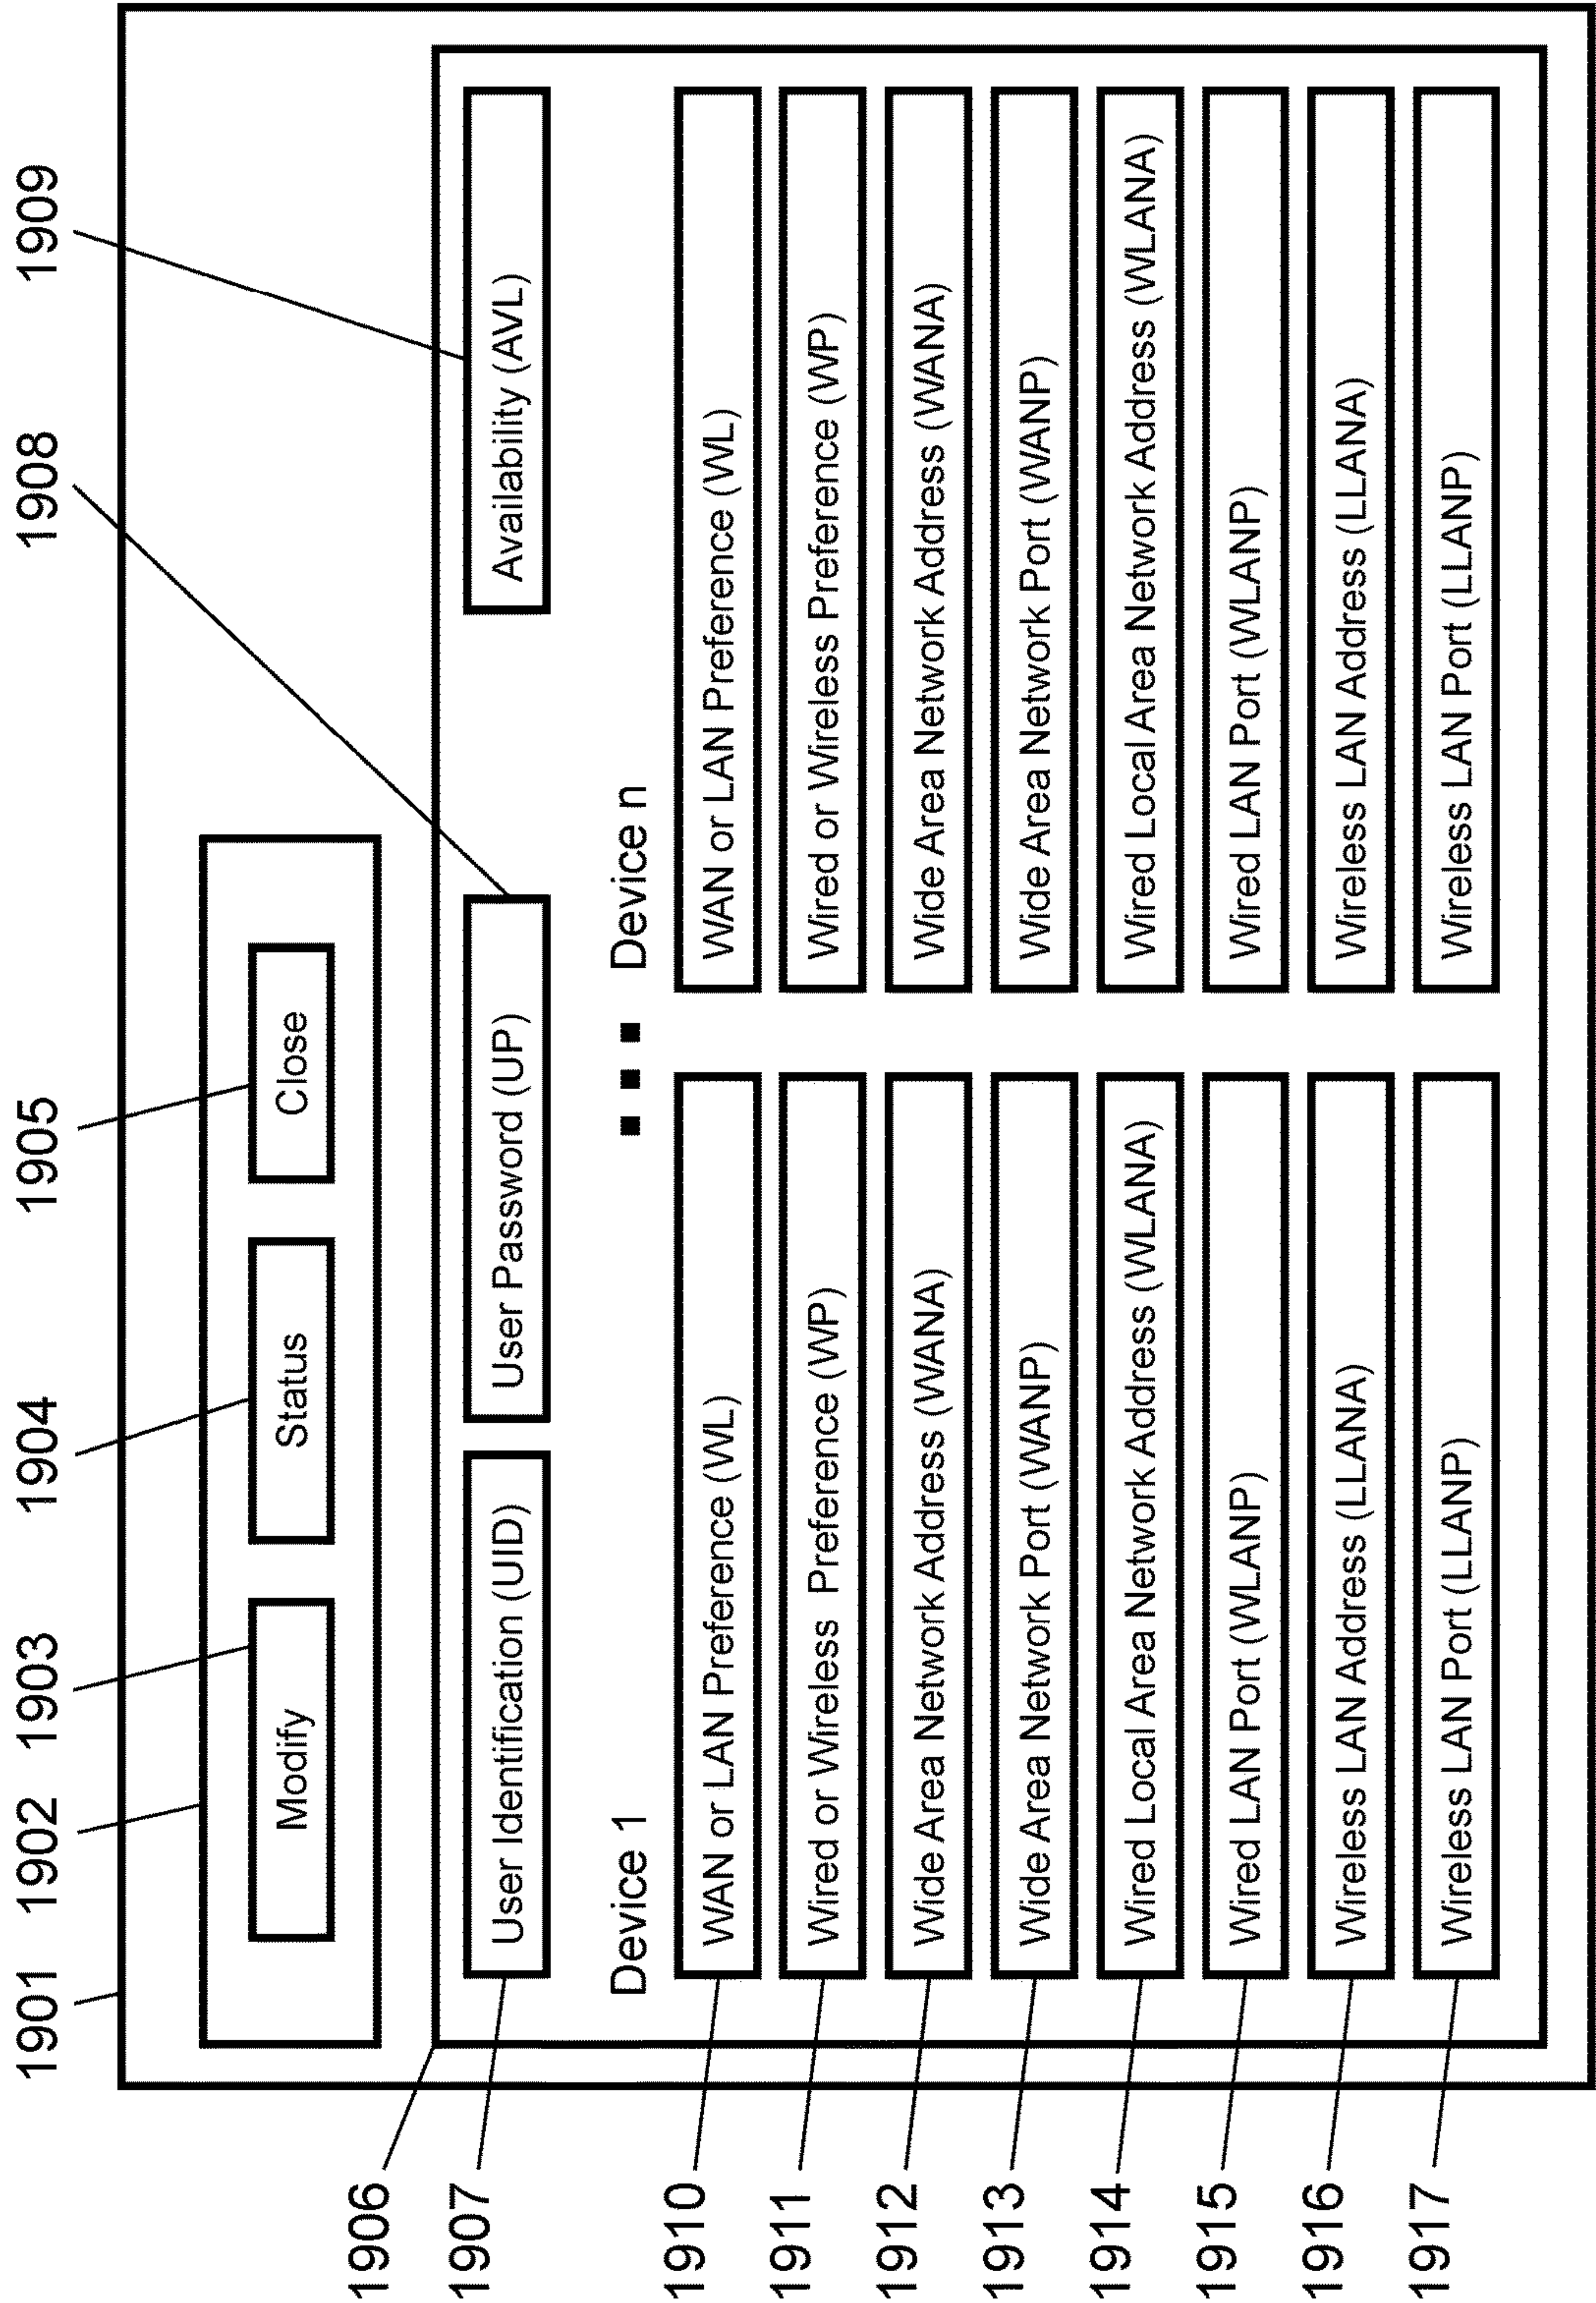 1901 1902 1903 1904 1905 1908 1909
Modify Status Close
1906
1907 User Identification (UID) User Password (UP) Availability (AVL)
Device 1 ... Device n
1910 WAN or LAN Preference (WL) WAN or LAN Preference (WL)
1911 Wired or Wireless Preference (WP) Wired or Wireless Preference (WP)
1912 Wide Area Network Address (WANA) Wide Area Network Address (WANA)
1913 Wide Area Network Port (WANP) Wide Area Network Port (WANP)
1914 Wired Local Area Network Address (WLANA) Wired Local Area Network Address (WLANA)
1915 Wired LAN Port (WLANP) Wired LAN Port (WLANP)
1916 Wireless LAN Address (LLANA) Wireless LAN Address (LLANA)
1917 Wireless LAN Port (LLANP) Wireless LAN Port (LLANP)